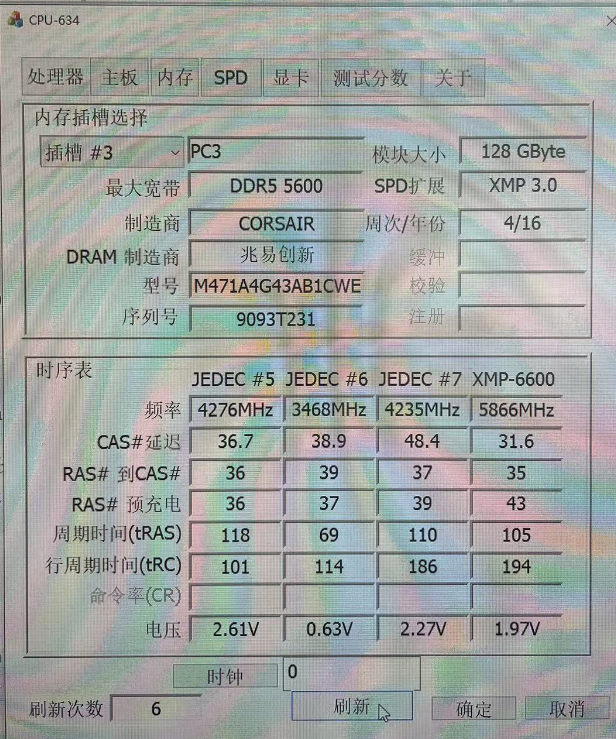 CPU-634
处理器 主板 内存 SPD 显卡 测试分数 关于
内存插槽选择
插槽 #3 PC3 模块大小 128 GByte
最大宽带 DDR5 5600 SPD扩展 XMP 3.0
制造商 CORSAIR 周次/年份 4/16
DRAM 制造商 兆易创新 缓冲
型号 M471A4G43AB1CWE 校验
序列号 9093T231 注册
时序表
JEDEC #5 JEDEC #6 JEDEC #7 XMP-6600
频率 4276MHz 3468MHz 4235MHz 5866MHz
CAS#延迟 36.7 38.9 48.4 31.6
RAS# 到CAS# 36 39 37 35
RAS# 预充电 36 37 39 43
周期时间(tRAS) 118 69 110 105
行周期时间(tRC) 101 114 186 194
命令率(CR)
电压 2.61V 0.63V 2.27V 1.97V
时钟 0
刷新次数 6 刷新 确定 取消